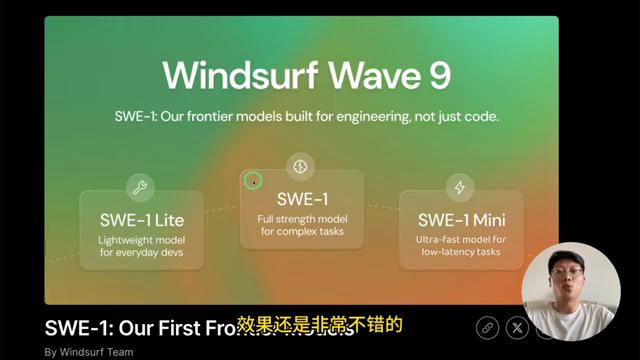 Windsurf Wave 9
SWE-1: Our frontier models built for engineering, not just code.
SWE-1 Lite
Lightweight model
for everyday devs
SWE-1
Full strength model
for complex tasks
SWE-1 Mini
Ultra-fast model for
low-latency tasks
SWE-1: Our First Frontier Models
效果还是非常不错的
By Windsurf Team